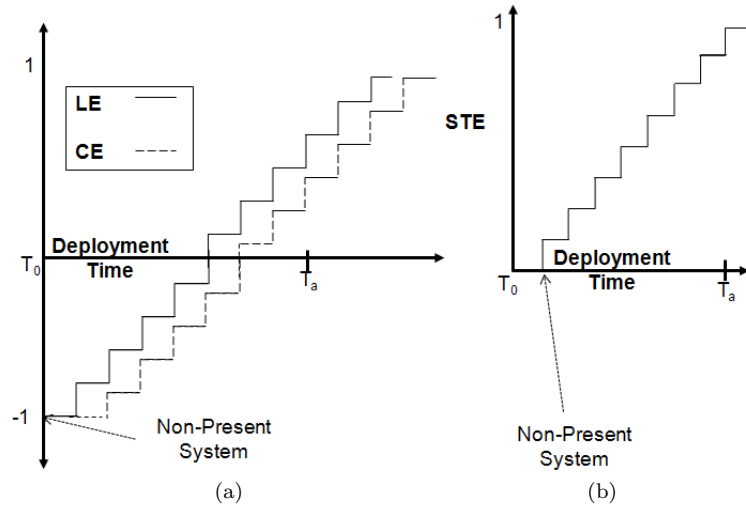 1
LE
CE
Deployment
Time
T0
Ta
-1
Non-Present
System
(a)
1
STE
Deployment
Time
T0
Ta
Non-Present
System
(b)